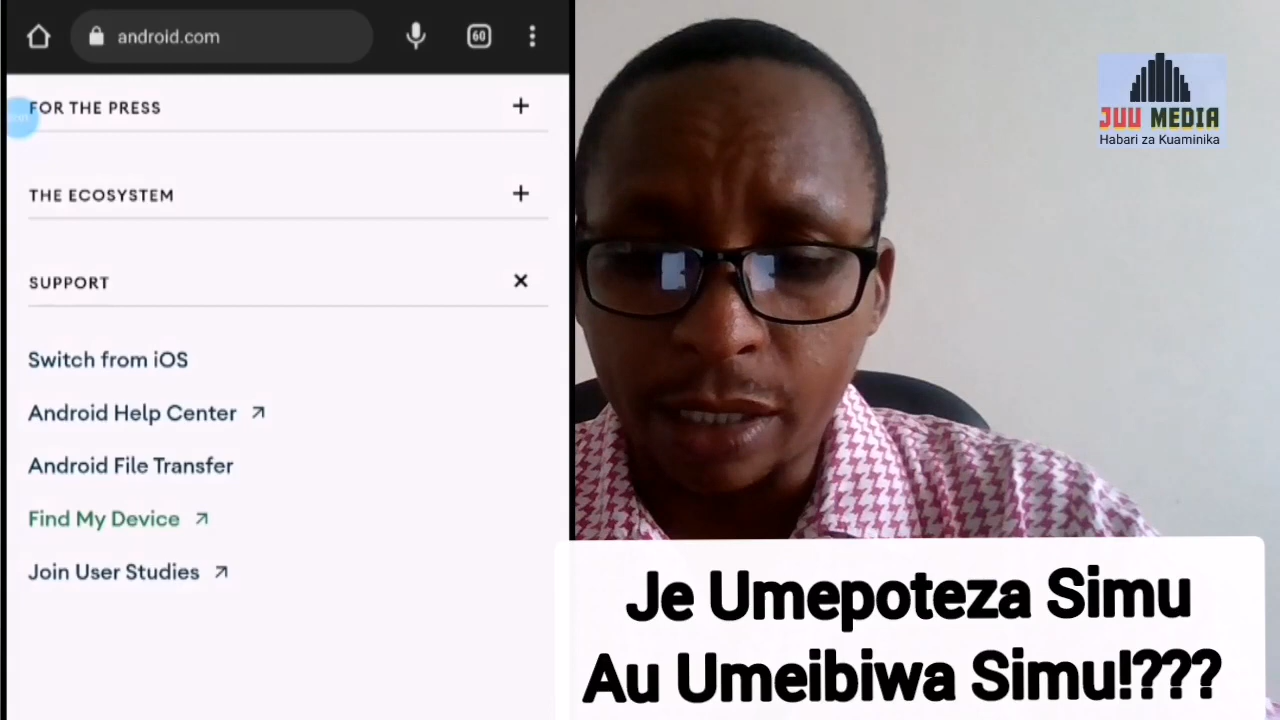 android.com
60
FOR THE PRESS
THE ECOSYSTEM
SUPPORT
Switch from iOS
Android Help Center
Android File Transfer
Find My Device
Join User Studies
JUU MEDIA
Habari za Kuaminika
Je Umepoteza Simu
Au Umeibiwa Simu!???